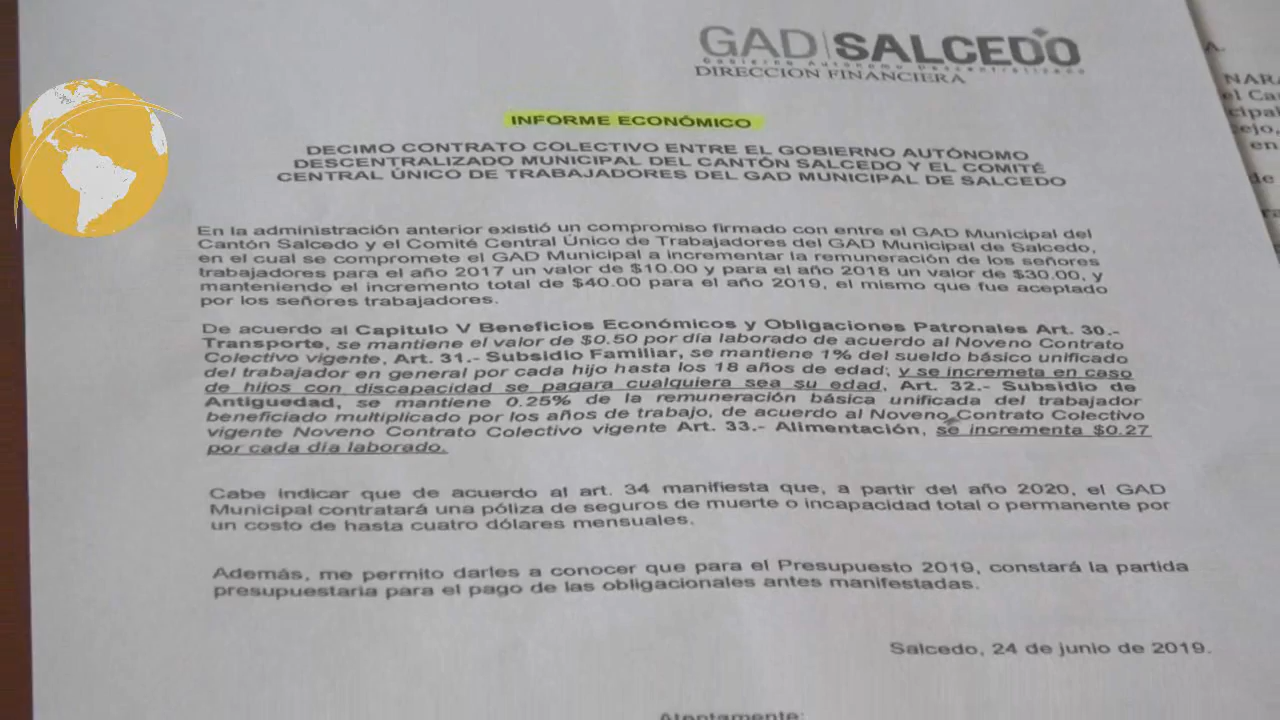 GAD SALCEDO
Gobierno Autónomo Descentralizado
DIRECCION FINANCIERA
INFORME ECONÓMICO
DECIMO CONTRATO COLECTIVO ENTRE EL GOBIERNO AUTÓNOMO
DESCENTRALIZADO MUNICIPAL DEL CANTÓN SALCEDO Y EL COMITÉ
CENTRAL ÚNICO DE TRABAJADORES DEL GAD MUNICIPAL DE SALCEDO
En la administración anterior existió un compromiso firmado con entre el GAD Municipal del
Cantón Salcedo y el Comité Central Único de Trabajadores del GAD Municipal de Salcedo,
en el cual se compromete el GAD Municipal a incrementar la remuneración de los señores
trabajadores para el año 2017 un valor de $10.00 y para el año 2018 un valor de $30.00, y
manteniendo el incremento total de $40.00 para el año 2019, el mismo que fue aceptado
por los señores trabajadores.
De acuerdo al Capitulo V Beneficios Económicos y Obligaciones Patronales Art. 30.-
Transporte, se mantiene el valor de $0.50 por día laborado de acuerdo al Noveno Contrato
Colectivo vigente, Art. 31.- Subsidio Familiar, se mantiene 1% del sueldo básico unificado
del trabajador en general por cada hijo hasta los 18 años de edad; y se incremeta en caso
de hijos con discapacidad se pagara cualquiera sea su edad, Art. 32.- Subsidio de
Antiguedad, se mantiene 0.25% de la remuneración básica unificada del trabajador
beneficiado multiplicado por los años de trabajo, de acuerdo al Noveno Contrato Colectivo
vigente Noveno Contrato Colectivo vigente Art. 33.- Alimentación, se incrementa $0.27
por cada día laborado.
Cabe indicar que de acuerdo al art. 34 manifiesta que, a partir del año 2020, el GAD
Municipal contratará una póliza de seguros de muerte o incapacidad total o permanente por
un costo de hasta cuatro dólares mensuales.
Además, me permito darles a conocer que para el Presupuesto 2019, constará la partida
presupuestaria para el pago de las obligacionales antes manifestadas.
Salcedo, 24 de junio de 2019.
Atentamente: